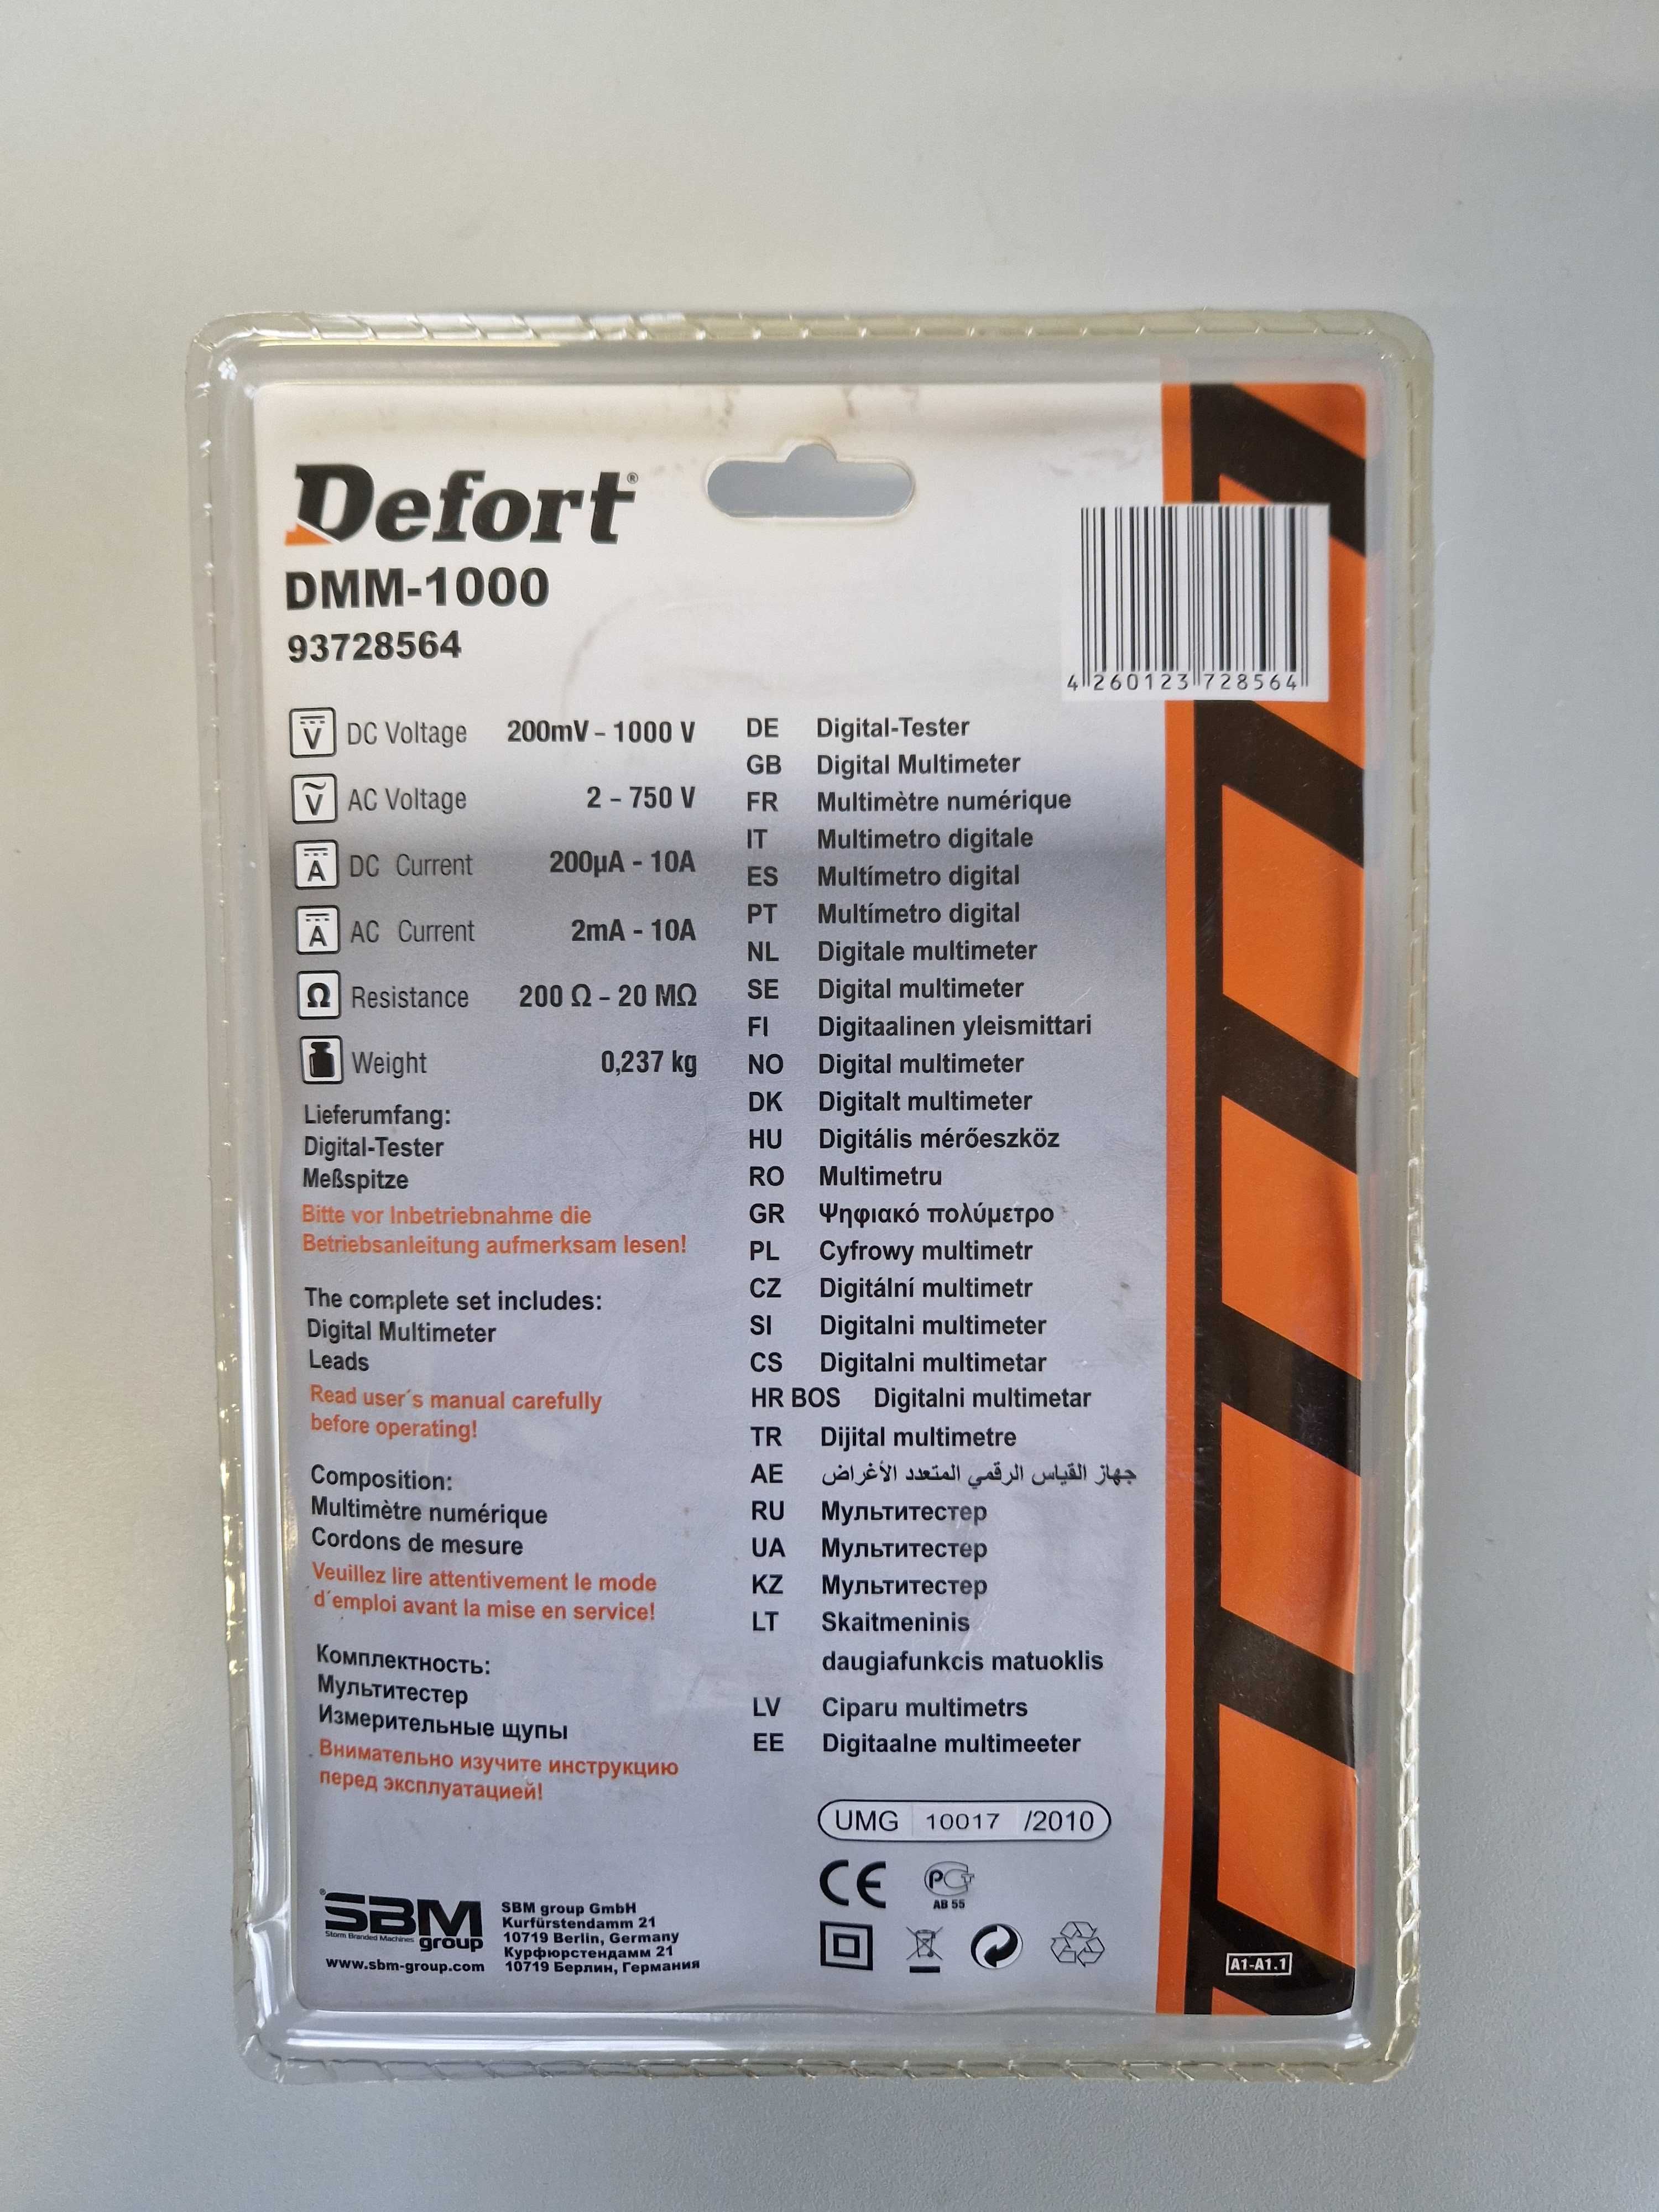 Defort®
DMM-1000
93728564
4 260123 728564
V DC Voltage 200mV – 1000 V
V AC Voltage 2 – 750 V
A DC Current 200µA - 10A
A AC Current 2mA - 10A
Ω Resistance 200 Ω – 20 MΩ
Weight 0,237 kg
Lieferumfang:
Digital-Tester
Meßspitze
Bitte vor Inbetriebnahme die
Betriebsanleitung aufmerksam lesen!
The complete set includes:
Digital Multimeter
Leads
Read user´s manual carefully
before operating!
Composition:
Multimètre numérique
Cordons de mesure
Veuillez lire attentivement le mode
d´emploi avant la mise en service!
Комплектность:
Мультитестер
Измерительные щупы
Внимательно изучите инструкцию
перед эксплуатацией!
DE Digital-Tester
GB Digital Multimeter
FR Multimètre numérique
IT Multimetro digitale
ES Multímetro digital
PT Multímetro digital
NL Digitale multimeter
SE Digital multimeter
FI Digitaalinen yleismittari
NO Digital multimeter
DK Digitalt multimeter
HU Digitális mérőeszköz
RO Multimetru
GR Ψηφιακό πολύμετρο
PL Cyfrowy multimetr
CZ Digitální multimetr
SI Digitalni multimeter
CS Digitalni multimetar
HR BOS Digitalni multimetar
TR Dijital multimetre
AE جهاز القياس الرقمي المتعدد الأغراض
RU Мультитестер
UA Мультитестер
KZ Мультитестер
LT Skaitmeninis
daugiafunkcis matuoklis
LV Ciparu multimetrs
EE Digitaalne multimeeter
UMG 10017 /2010
CE РСТ
АВ 55
SBM group®
Storm Branded Machines
www.sbm-group.com
SBM group GmbH
Kurfürstendamm 21
10719 Berlin, Germany
Курфюрстендамм 21
10719 Берлин, Германия
A1-A1.1